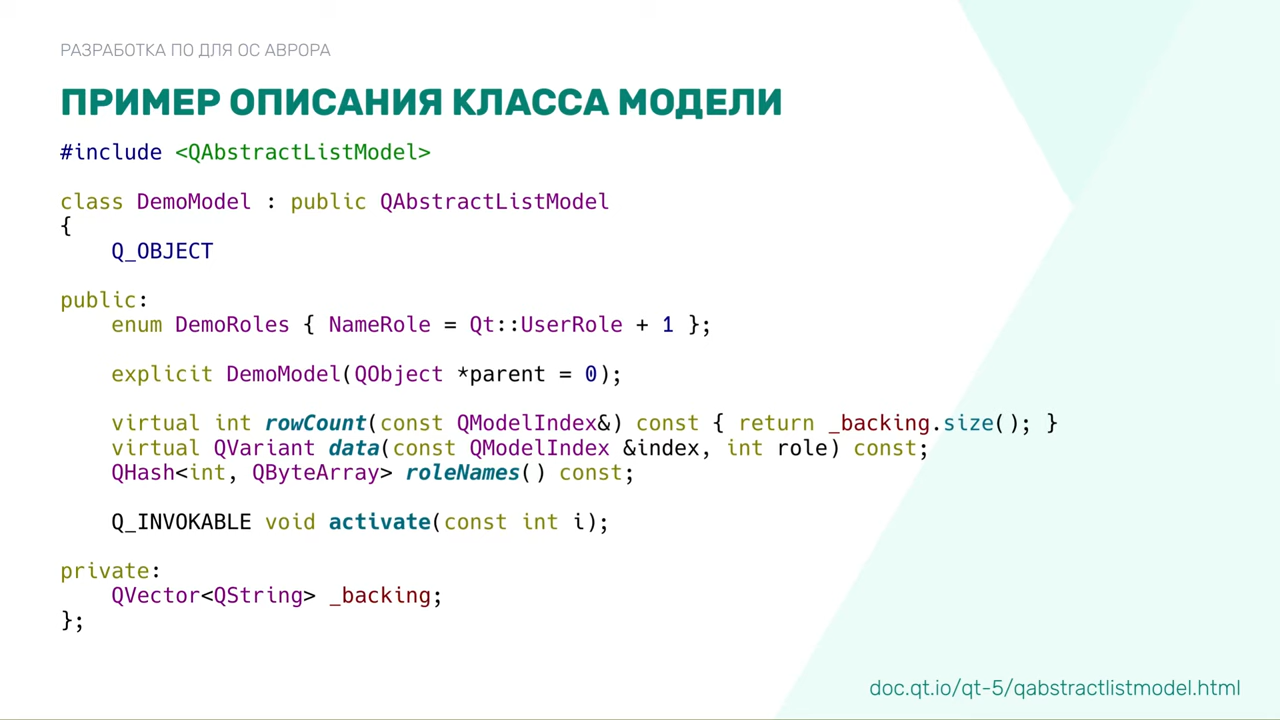 РАЗРАБОТКА ПО ДЛЯ ОС АВРОРА
ПРИМЕР ОПИСАНИЯ КЛАССА МОДЕЛИ
#include <QAbstractListModel>
class DemoModel : public QAbstractListModel
{
    Q_OBJECT
public:
    enum DemoRoles { NameRole = Qt::UserRole + 1 };
    explicit DemoModel(QObject *parent = 0);
    virtual int rowCount(const QModelIndex&) const { return _backing.size(); }
    virtual QVariant data(const QModelIndex &index, int role) const;
    QHash<int, QByteArray> roleNames() const;
    Q_INVOKABLE void activate(const int i);
private:
    QVector<QString> _backing;
};
doc.qt.io/qt-5/qabstractlistmodel.html